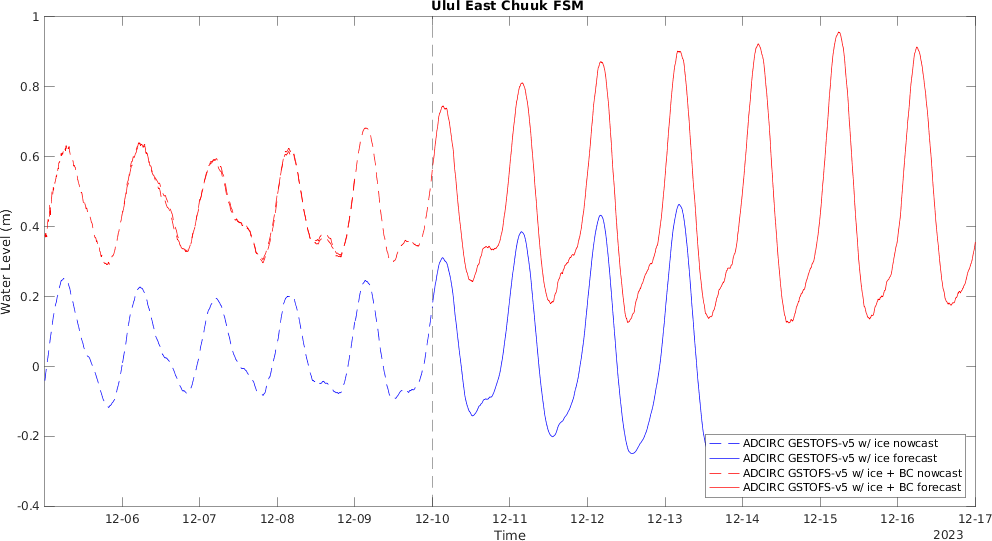 Ulul East Chuuk FSM
1
0.8
0.6
0.4
0.2
0
-0.2
-0.4
Water Level (m)
ADCIRC GESTOFS-v5 w/ ice nowcast
ADCIRC GESTOFS-v5 w/ ice forecast
ADCIRC GSTOFS-v5 w/ ice + BC nowcast
ADCIRC GSTOFS-v5 w/ ice + BC forecast
12-06 12-07 12-08 12-09 12-10 12-11 12-12 12-13 12-14 12-15 12-16 12-17
Time
2023